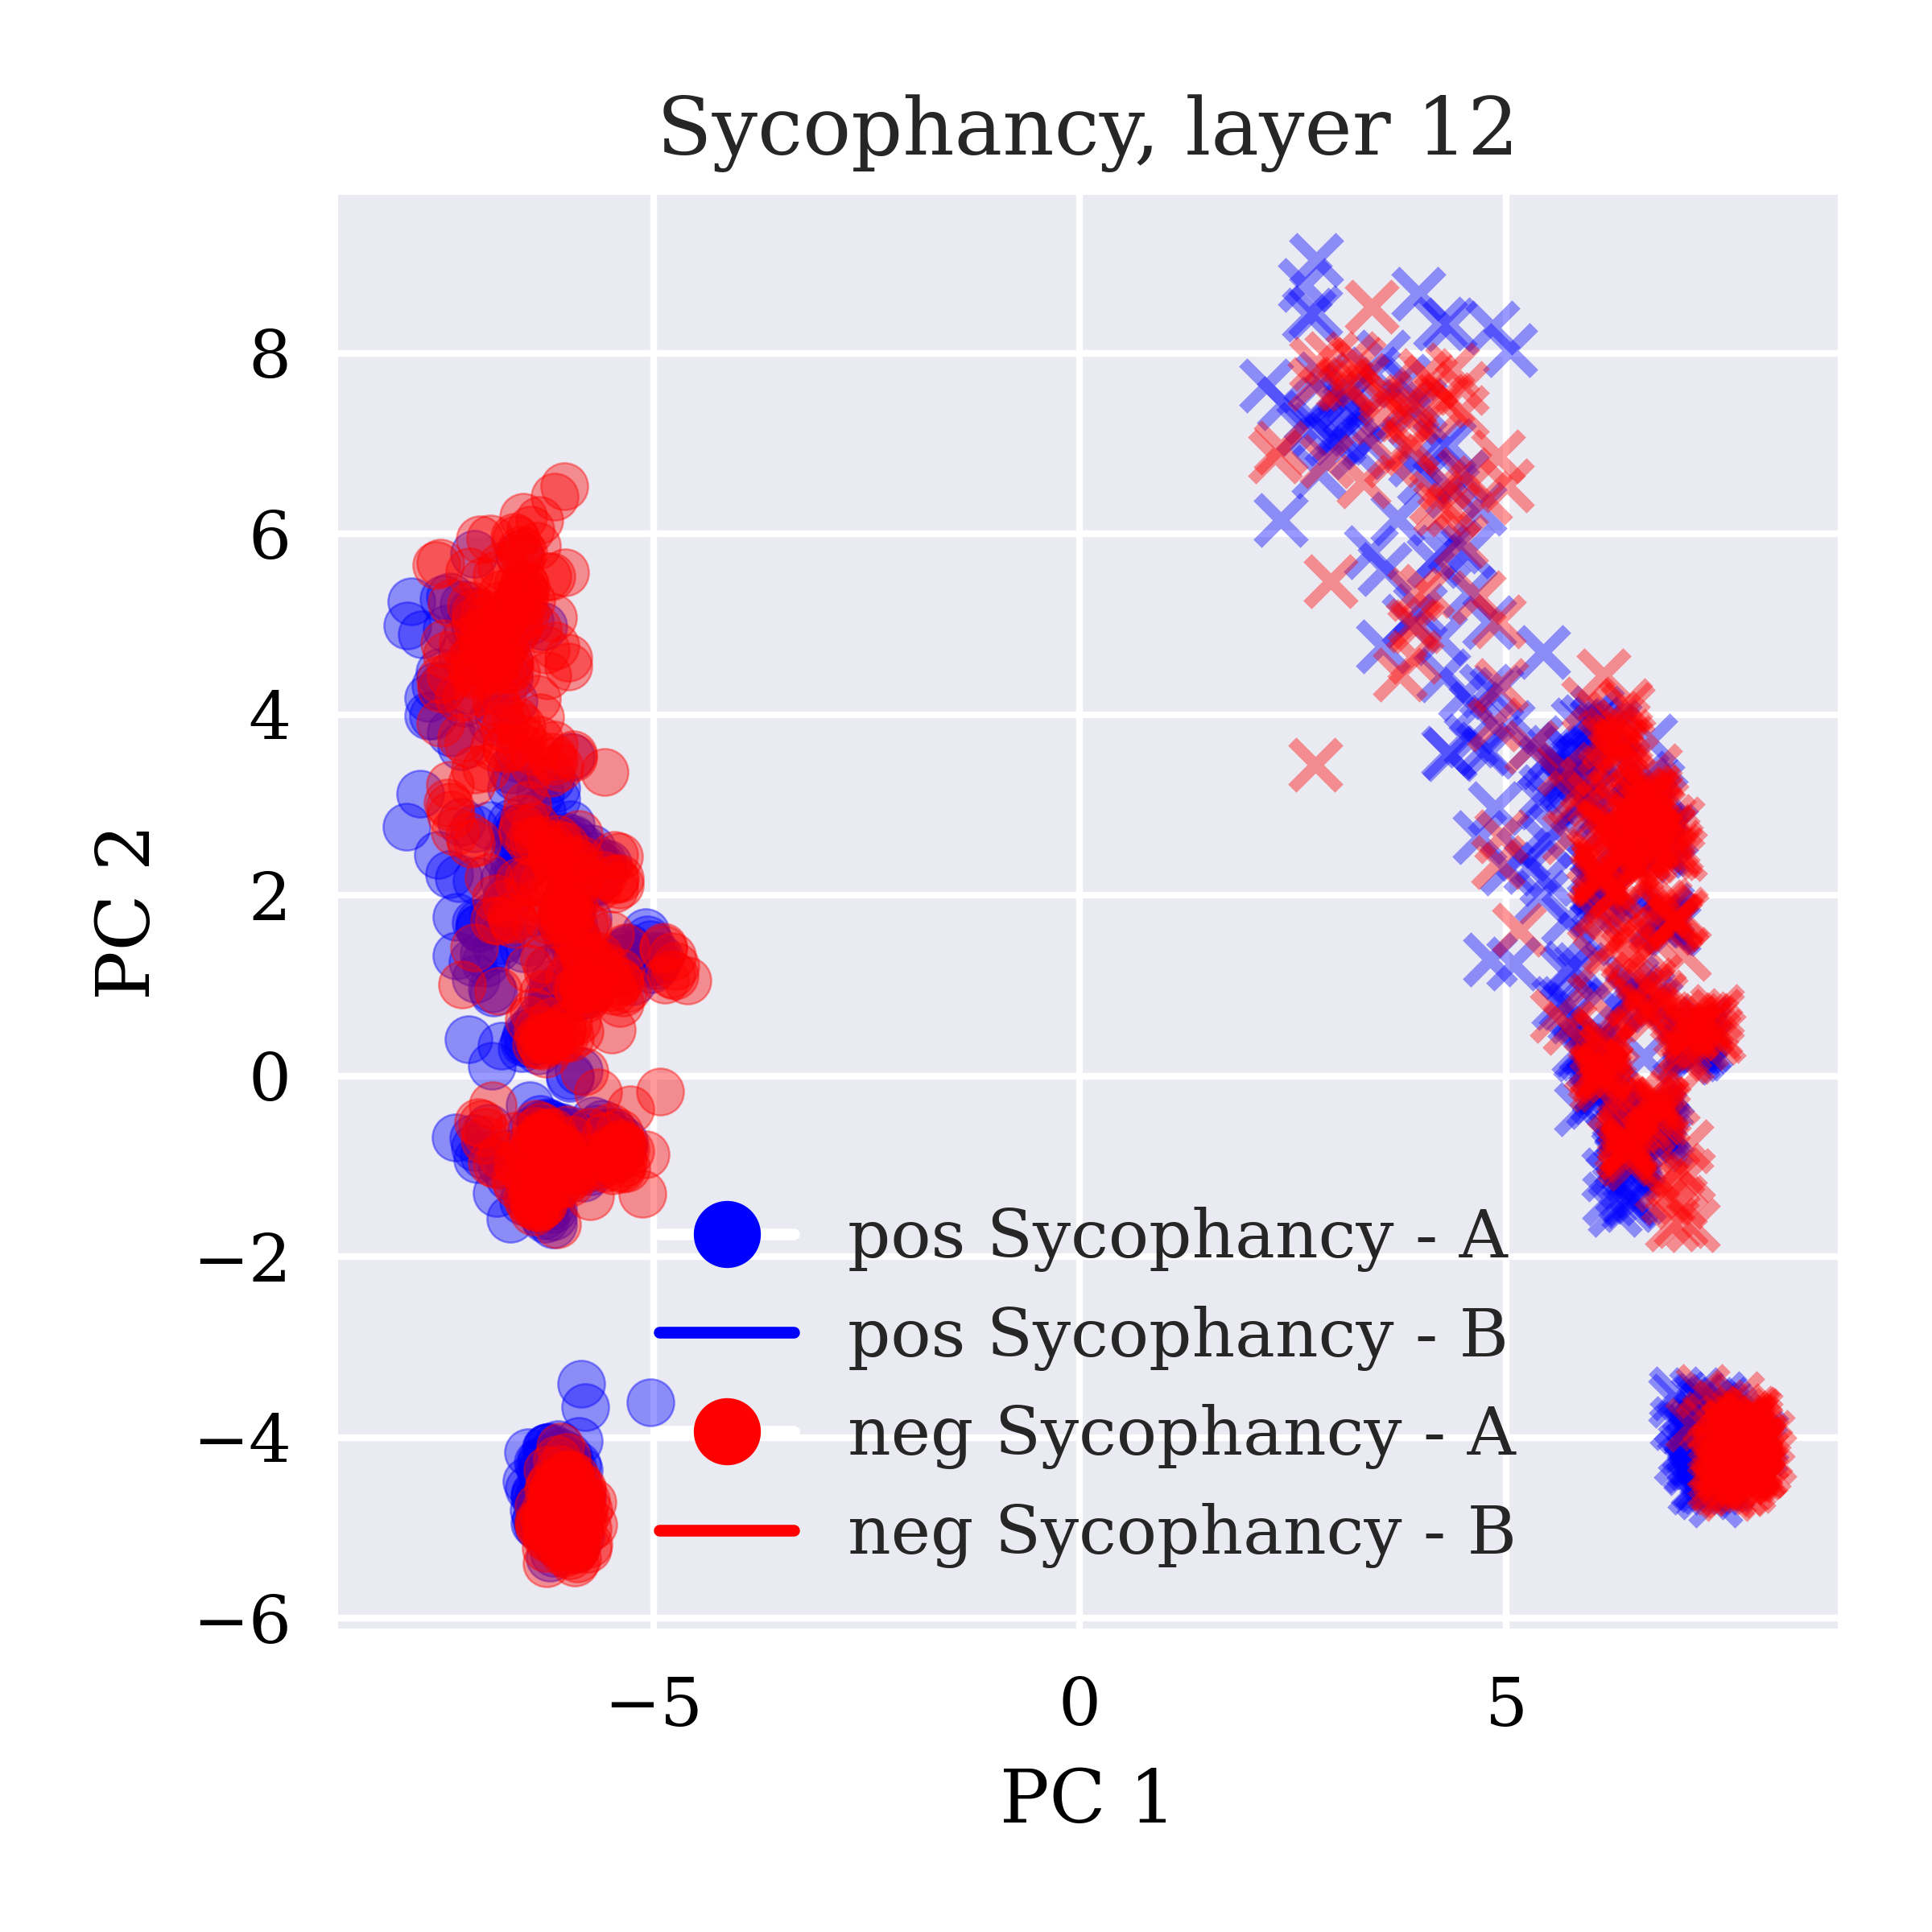 Sycophancy, layer 12
8
6
4
2
0
−2
−4
−6
PC 2
pos Sycophancy - A
pos Sycophancy - B
neg Sycophancy - A
neg Sycophancy - B
−5 0 5
PC 1